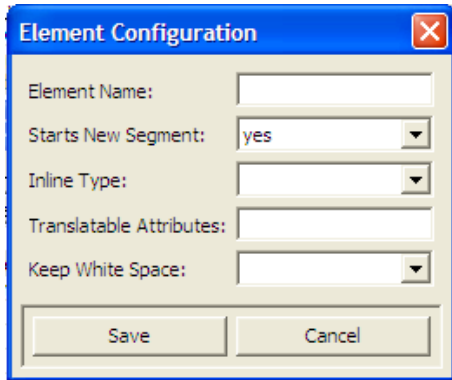 Element Configuration
Element Name:
Starts New Segment: yes
Inline Type:
Translatable Attributes:
Keep White Space:
Save Cancel